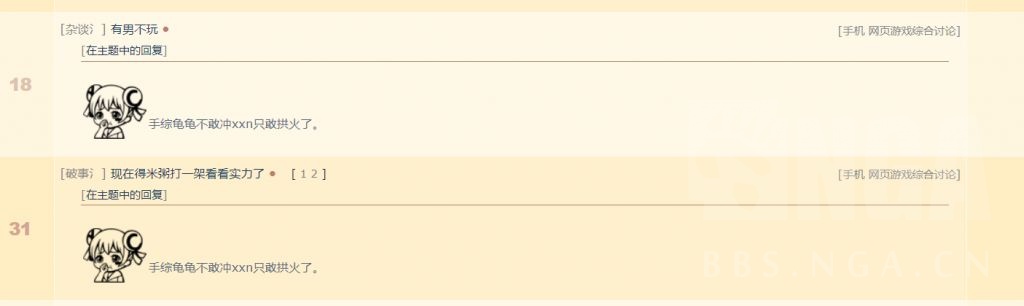 [杂谈氵] 有男不玩 [手机 网页游戏综合讨论]
[在主题中的回复]
18
手综龟龟不敢冲xxn只敢拱火了。
[破事氵] 现在得米粥打一架看看实力了 [ 1 2 ] [手机 网页游戏综合讨论]
[在主题中的回复]
31
手综龟龟不敢冲xxn只敢拱火了。
NGA
BBS.NGA.CN